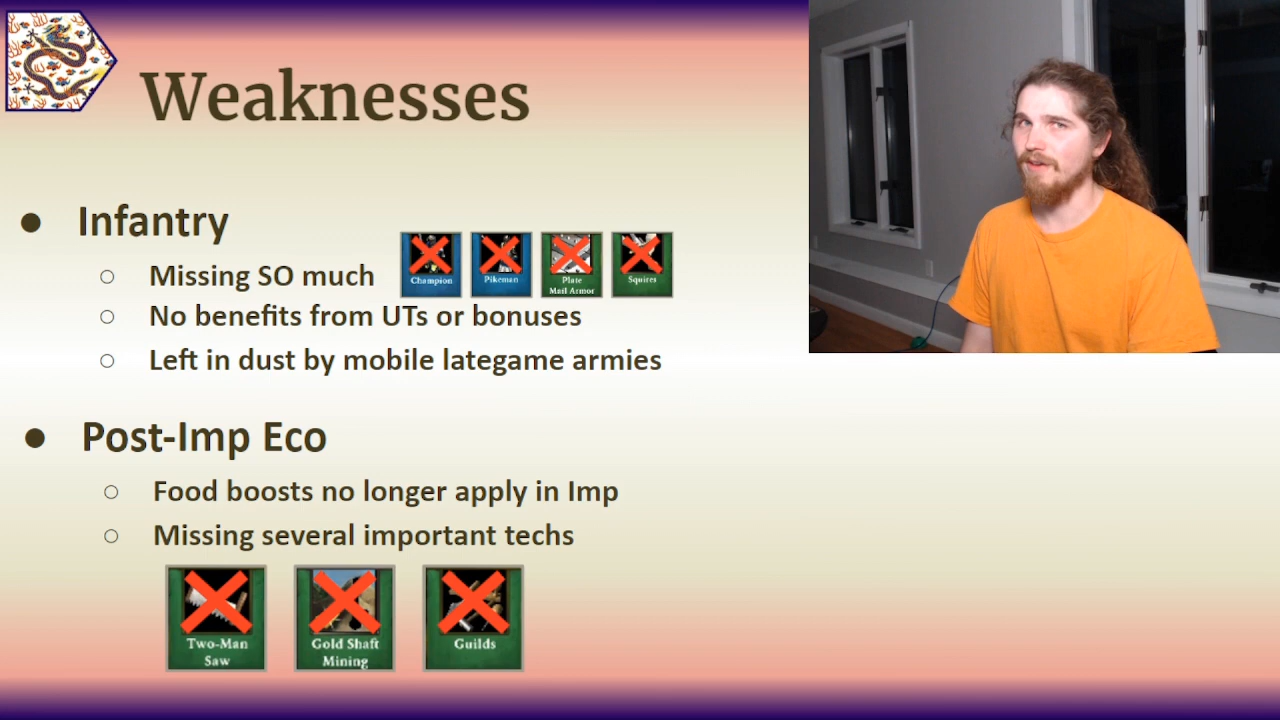 Weaknesses
Infantry
Missing SO much
Champion
Pikeman
Plate
Mail Armor
Squires
No benefits from UTs or bonuses
Left in dust by mobile lategame armies
Post-Imp Eco
Food boosts no longer apply in Imp
Missing several important techs
Two-Man
Saw
Gold Shaft
Mining
Guilds